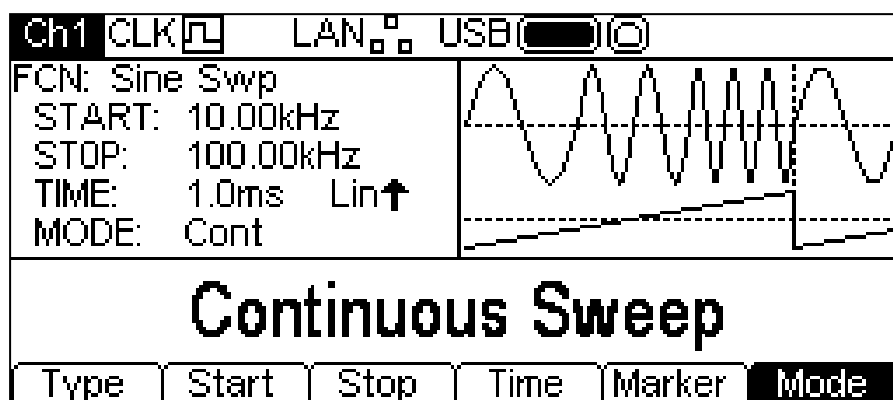 Ch1 CLK LAN USB
FCN: Sine Swp
START: 10.00kHz
STOP: 100.00kHz
TIME: 1.0ms Lin↑
MODE: Cont
Continuous Sweep
Type Start Stop Time Marker Mode